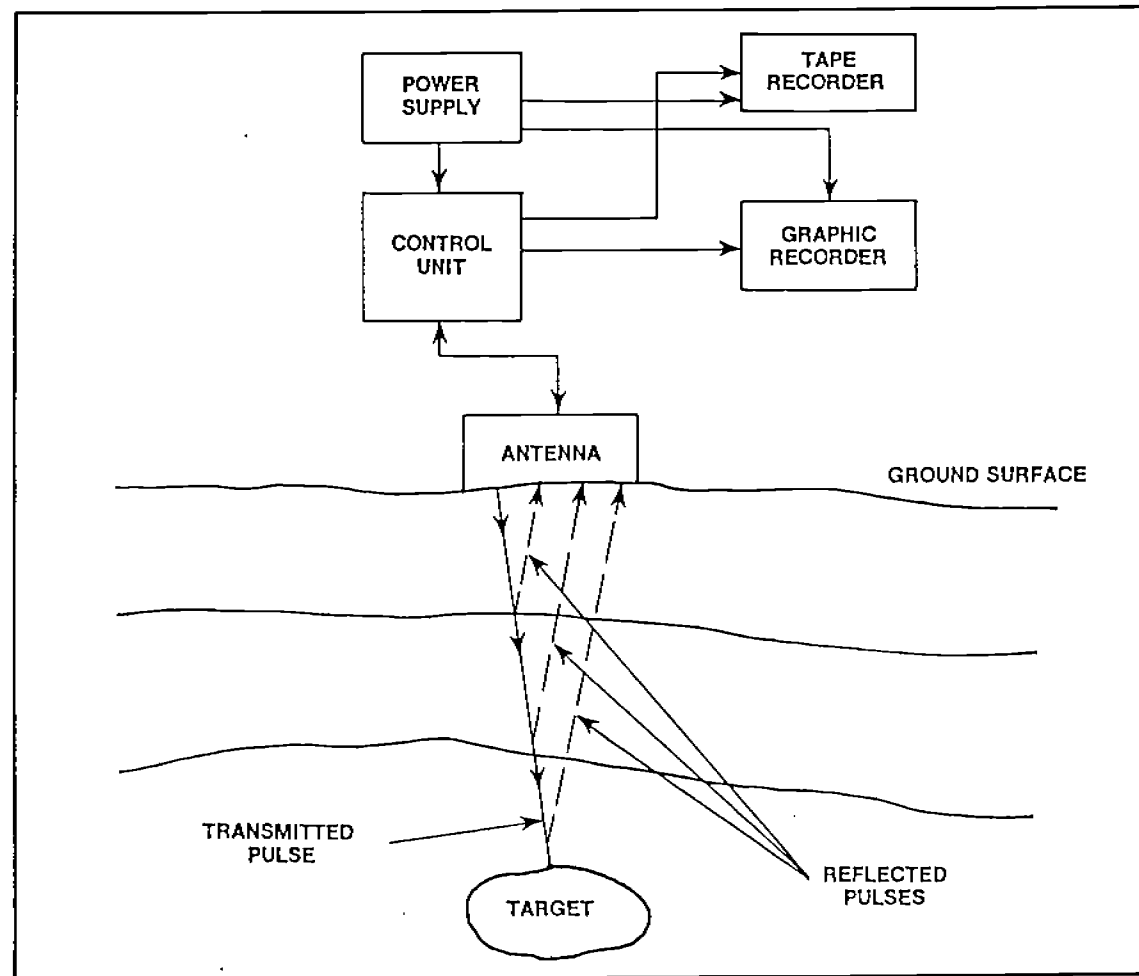 POWER
SUPPLY
TAPE
RECORDER
CONTROL
UNIT
GRAPHIC
RECORDER
ANTENNA
GROUND SURFACE
TRANSMITTED
PULSE
REFLECTED
PULSES
TARGET